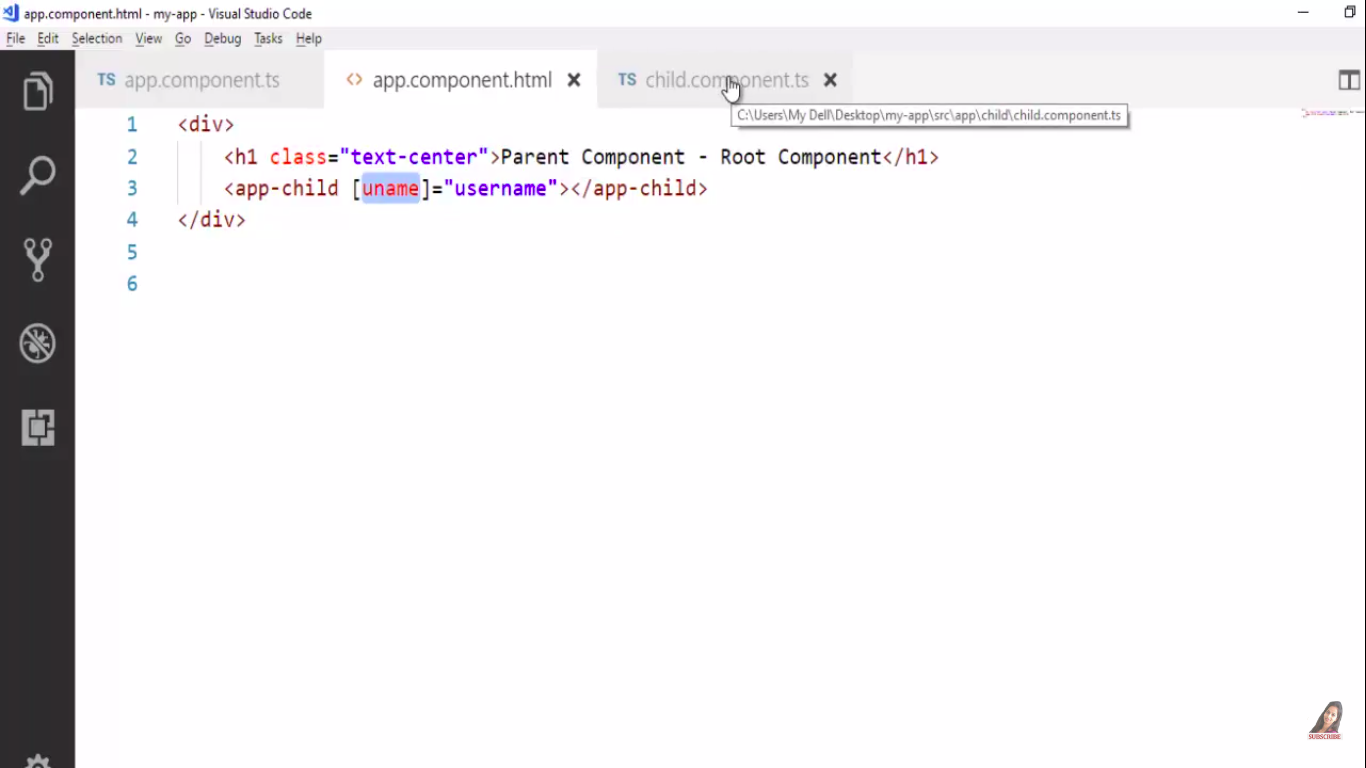 app.component.html - my-app - Visual Studio Code
File Edit Selection View Go Debug Tasks Help
TS app.component.ts <> app.component.html TS child.component.ts
C:\Users\My Dell\Desktop\my-app\src\app\child\child.component.ts
1 <div>
2 <h1 class="text-center">Parent Component - Root Component</h1>
3 <app-child [uname]="username"></app-child>
4 </div>
5
6
SUBSCRIBE